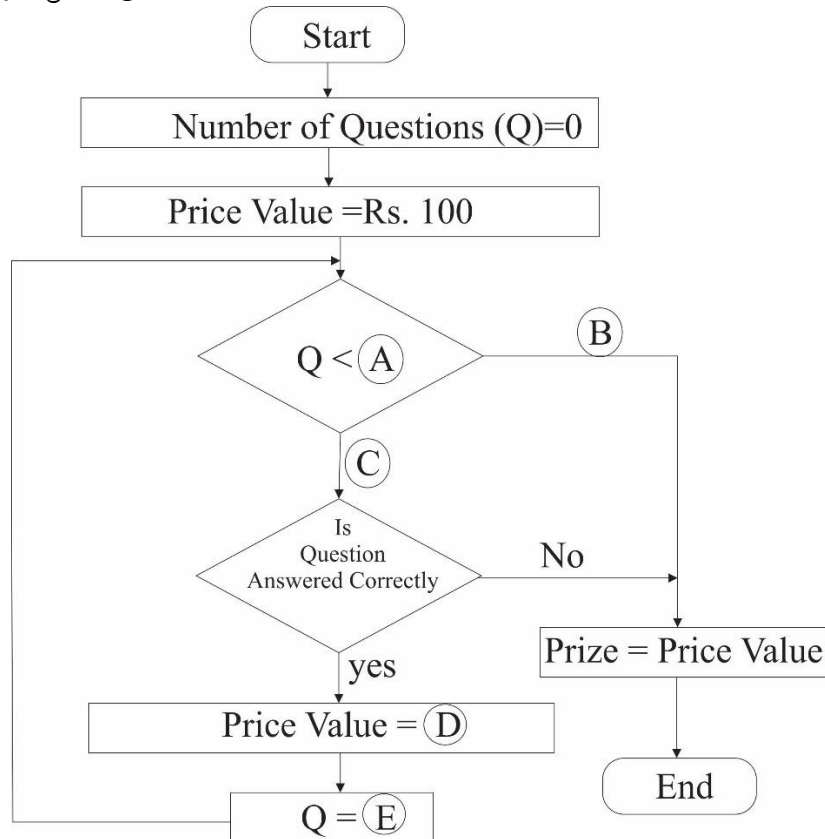 Start
Number of Questions (Q)=0
Price Value =Rs. 100
Q < A
B
C
Is
Question
Answered Correctly
No
yes
Prize = Price Value
Price Value = D
Q = E
End